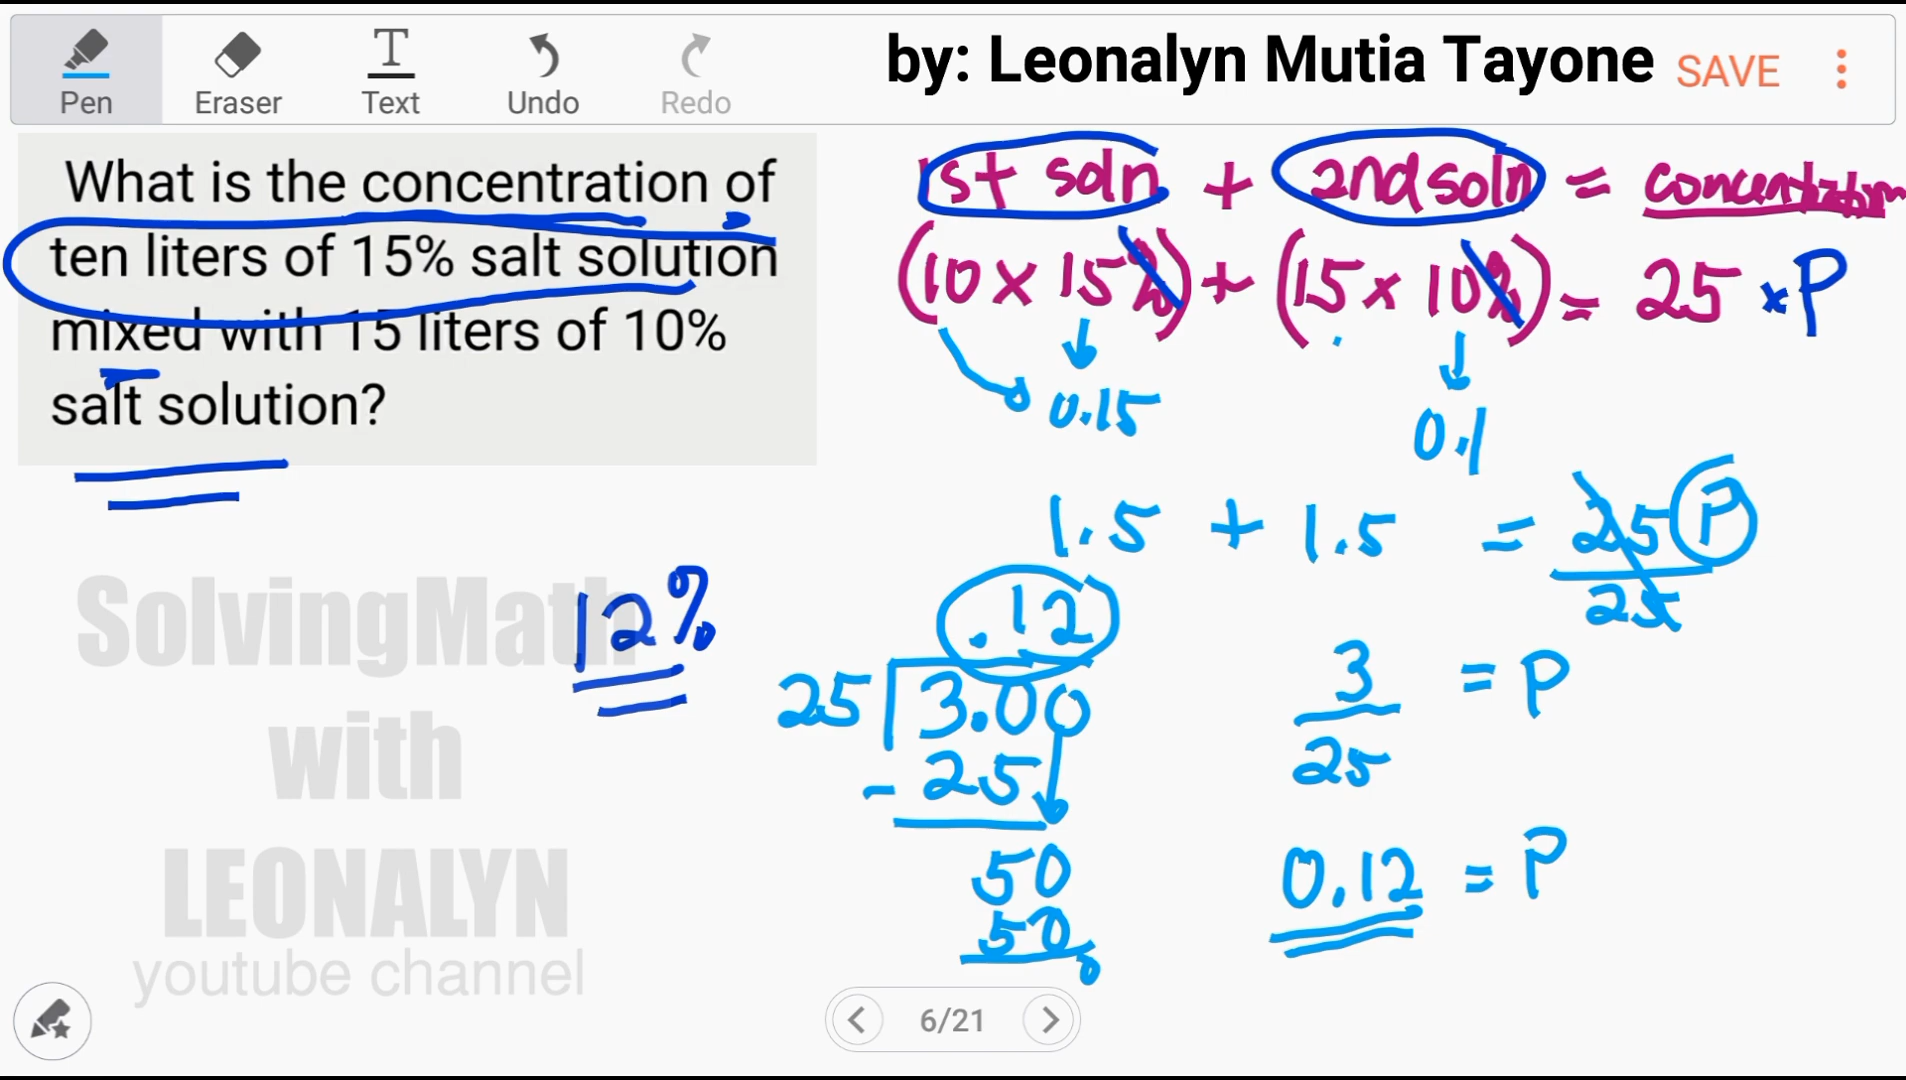 Pen Eraser Text Undo Redo by: Leonalyn Mutia Tayone SAVE
What is the concentration of
ten liters of 15% salt solution
mixed with 15 liters of 10%
salt solution?
1st soln + 2nd soln = concentration
(10 x 15%) + (15 x 10%) = 25 x P
0.15
0.1
1.5 + 1.5 = 25 P
25
3 = P
25
0.12 = P
.12
25 3.00
- 25
50
50
0
12%
SolvingMath
with
LEONALYN
youtube channel
6/21